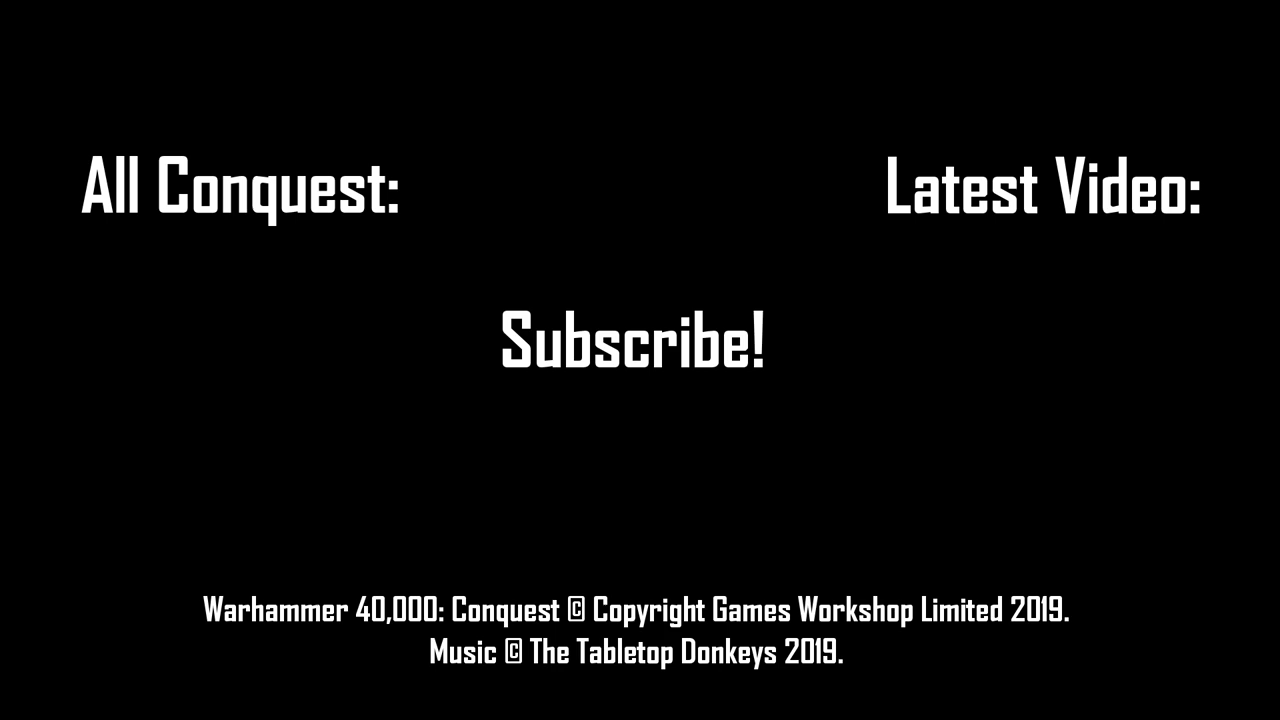 All Conquest:
Latest Video:
Subscribe!
Warhammer 40,000: Conquest © Copyright Games Workshop Limited 2019.
Music © The Tabletop Donkeys 2019.